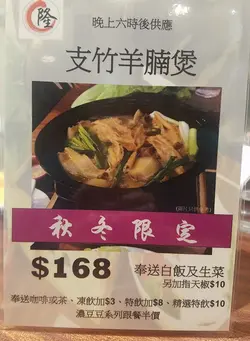 隆
晚上六時後供應
支竹羊腩煲
秋冬限定
$168
奉送白飯及生菜
另加指天椒$10
奉送咖啡或茶、凍飲加$3、特飲加$8、精選特飲$10
濃豆豆系列跟餐半價